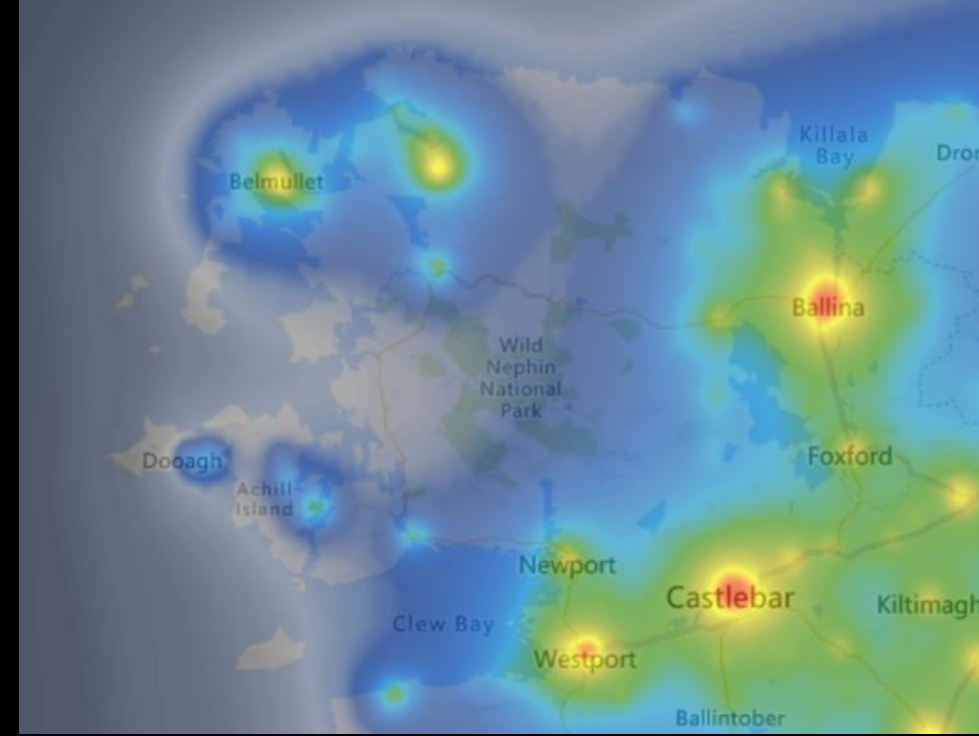 Killala
Bay
Dron
Belmullet
Ballina
Wild
Nephin
National
Park
Foxford
Dooagh
Achill
Island
Newport
Castlebar
Kiltimagh
Clew Bay
Westport
Ballintober